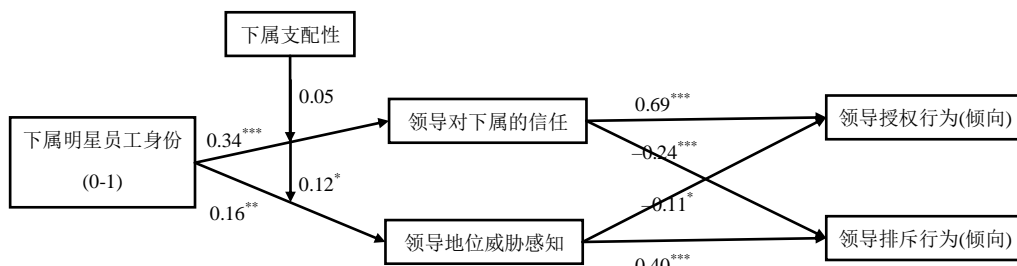 下属支配性
0.05
0.69***
领导对下属的信任
领导授权行为(倾向)
下属明星员工身份
(0-1)
0.34***
–0.24***
0.12*
–0.11*
0.16**
领导地位威胁感知
领导排斥行为(倾向)
0.40***